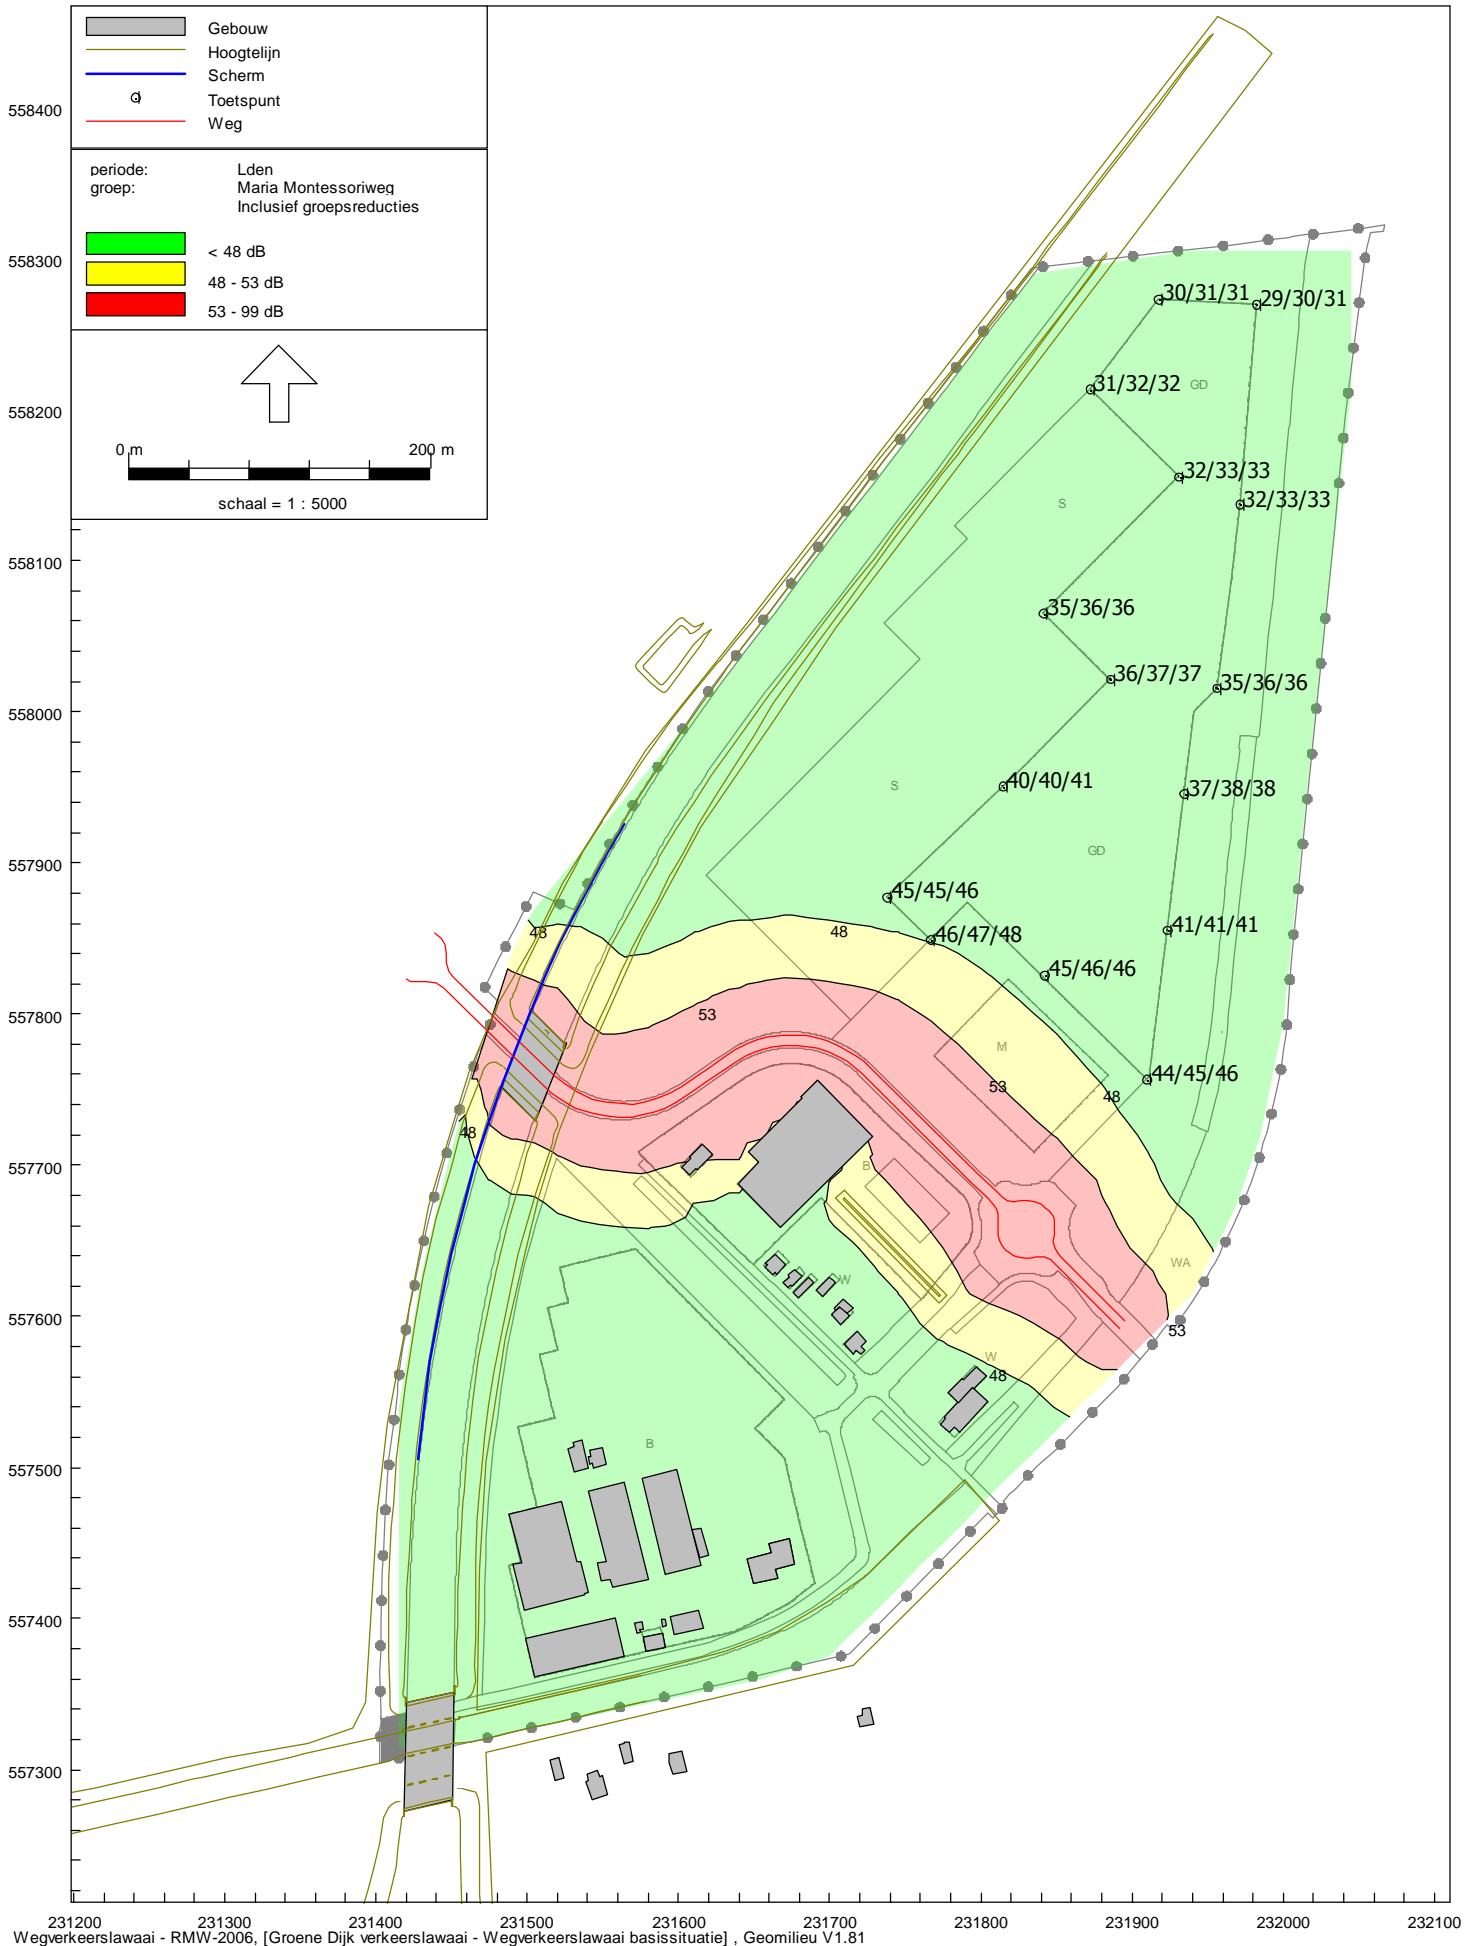 Gebouw
Hoogtelijn
Scherm
Toetspunt
Weg
periode: Lden
groep: Maria Montessoriweg
Inclusief groepsreducties
< 48 dB
48 - 53 dB
53 - 99 dB
0 m 200 m
schaal = 1 : 5000
558400
558300
558200
558100
558000
557900
557800
557700
557600
557500
557400
557300
30/31/31
29/30/31
31/32/32
GD
32/33/33
32/33/33
S
35/36/36
36/37/37
35/36/36
40/40/41
37/38/38
S
GD
45/45/46
41/41/41
48
48
46/47/48
45/46/46
53
M
53
48
44/45/46
48
B
WA
W
53
W
48
B
231200 231300 231400 231500 231600 231700 231800 231900 232000 232100
Wegverkeerslawaai - RMW-2006, [Groene Dijk verkeerslawaai - Wegverkeerslawaai basissituatie] , Geomilieu V1.81